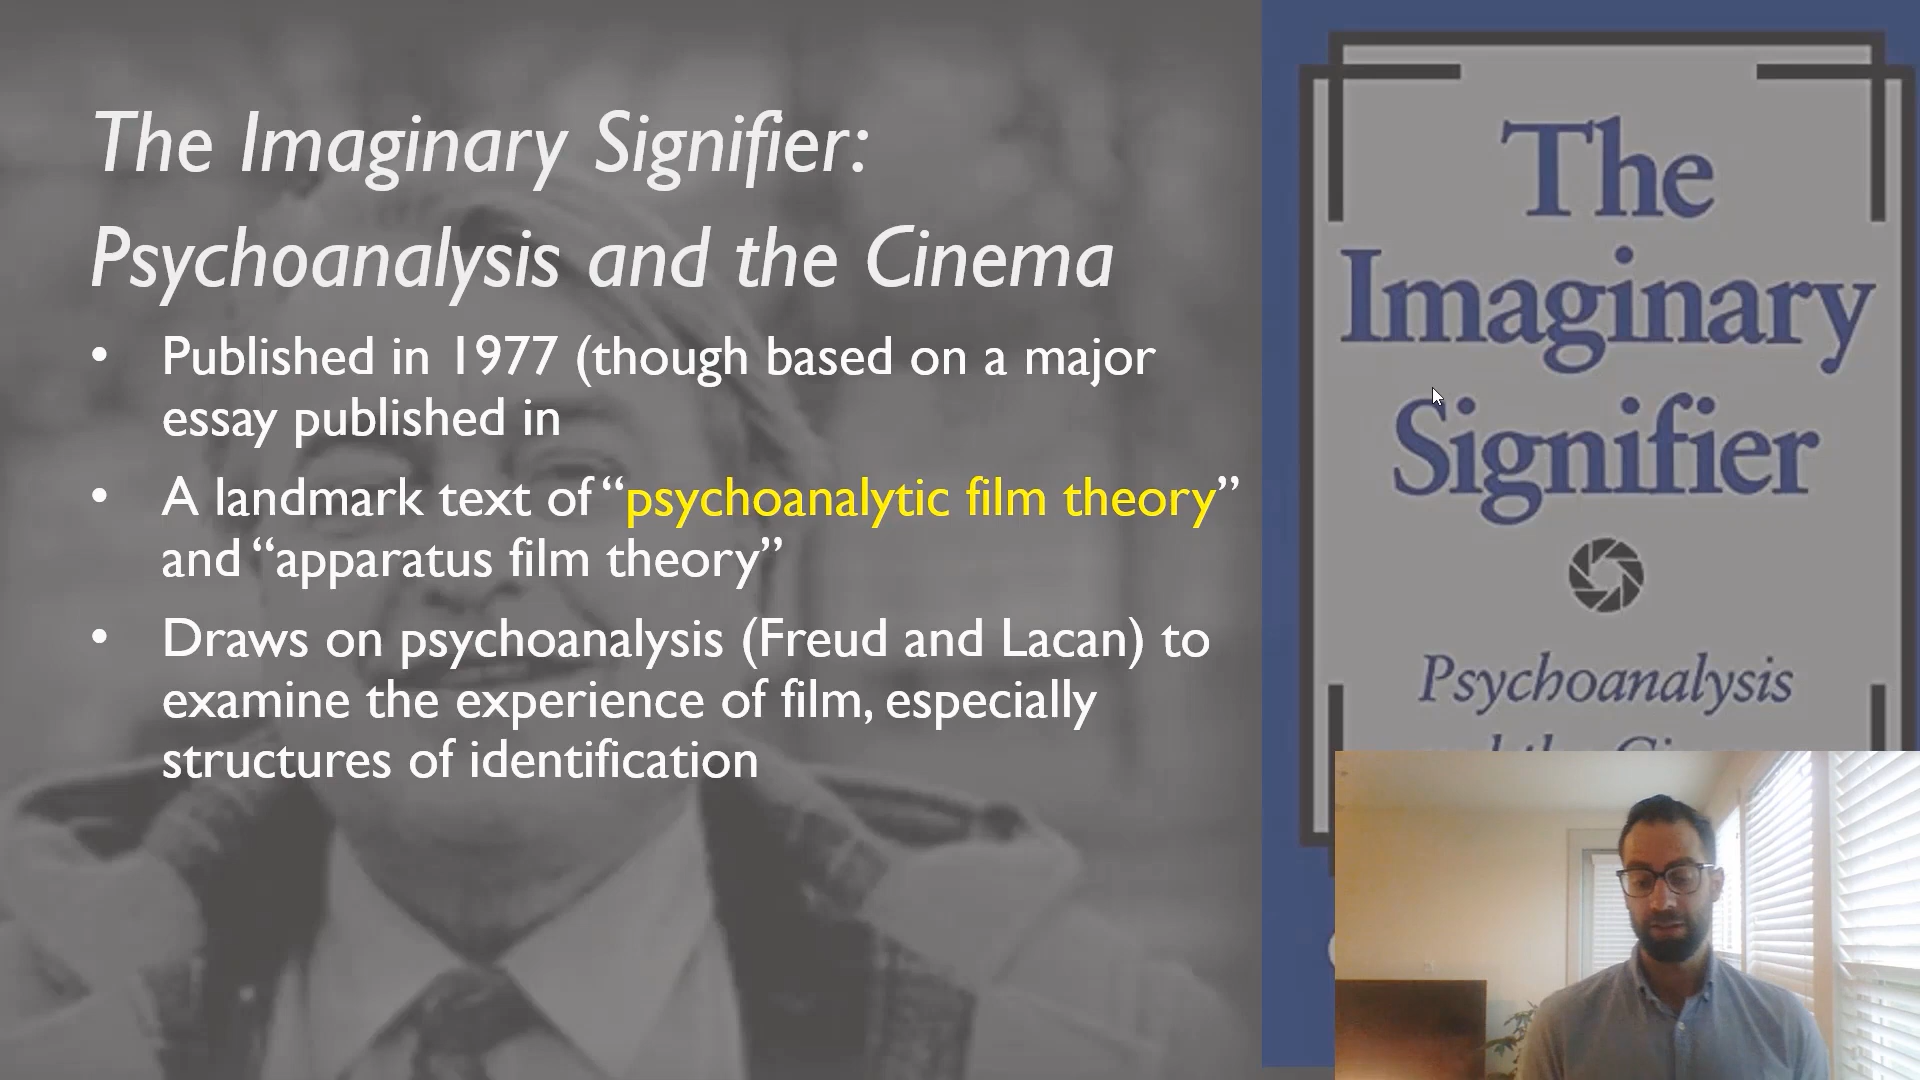 The Imaginary Signifier:
Psychoanalysis and the Cinema
• Published in 1977 (though based on a major
essay published in
• A landmark text of “psychoanalytic film theory”
and “apparatus film theory”
• Draws on psychoanalysis (Freud and Lacan) to
examine the experience of film, especially
structures of identification
The
Imaginary
Signifier
Psychoanalysis